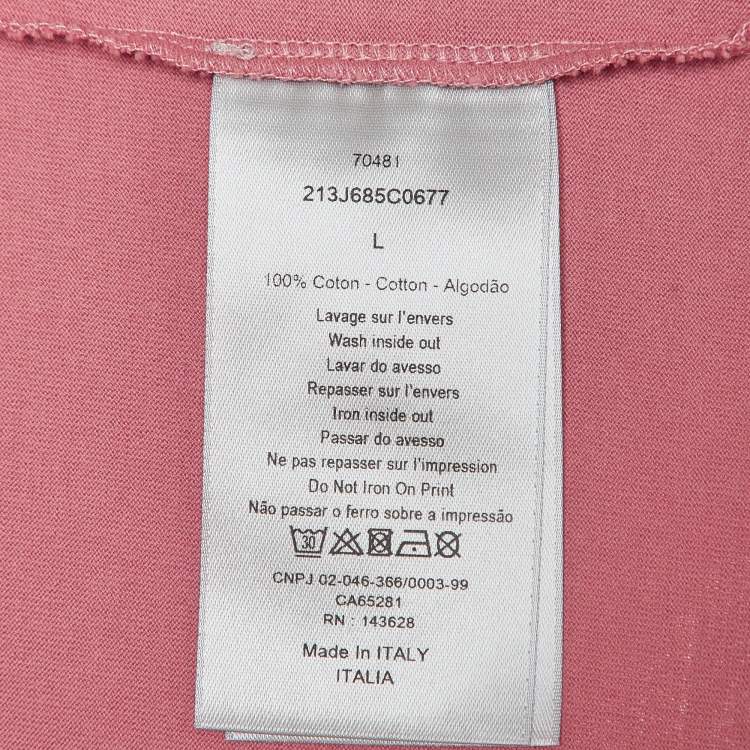 70481
213J685C0677
L
100% Coton - Cotton - Algodão
Lavage sur l'envers
Wash inside out
Lavar do avesso
Repasser sur l'envers
Iron inside out
Passar do avesso
Ne pas repasser sur l'impression
Do Not Iron On Print
Não passar o ferro sobre a impressão
30
CNPJ 02-046-366/0003-99
CA65281
RN : 143628
Made In ITALY
ITALIA